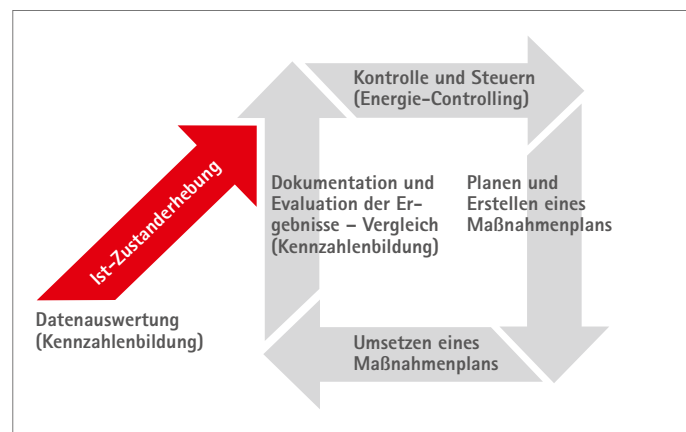 Kontrolle und Steuern
(Energie-Controlling)
Ist-Zustanderhebung
Dokumentation und
Evaluation der Er-
gebnisse – Vergleich
(Kennzahlenbildung)
Planen und
Erstellen eines
Maßnahmenplans
Datenauswertung
(Kennzahlenbildung)
Umsetzen eines
Maßnahmenplans